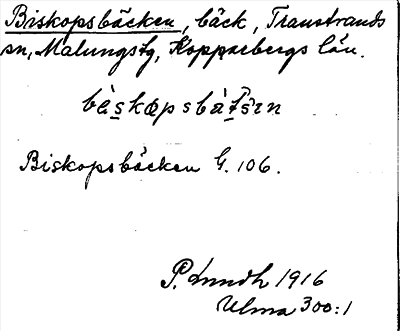 Biskopsbäcken, bäck, Transtrands
sn, Malungs tg, Kopparbergs län.
Biskopsbäcken G. 106.
P. Lundh 1916
Ulma 300:1